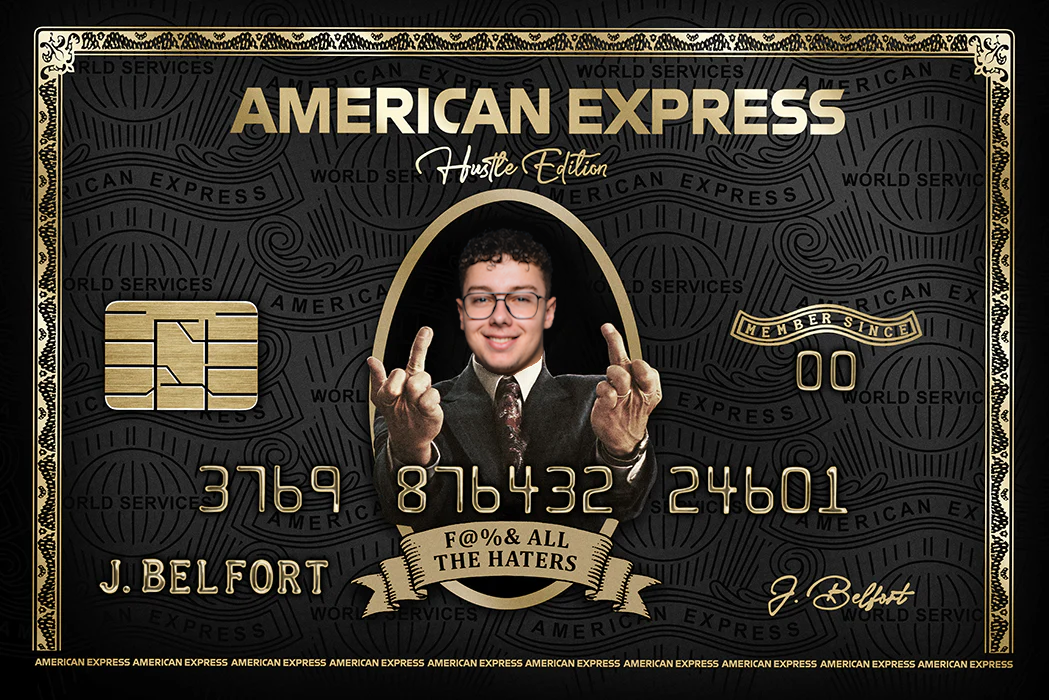 AMERICAN EXPRESS
Hustle Edition
MEMBER SINCE
00
3769 876432 24601
F@%& ALL
THE HATERS
J. BELFORT
J. Belfort
AMERICAN EXPRESS AMERICAN EXPRESS AMERICAN EXPRESS AMERICAN EXPRESS AMERICAN EXPRESS AMERICAN EXPRESS AMERICAN EXPRESS AMERICAN EXPRESS AMERICAN EXPRESS AMERICAN EXPRESS